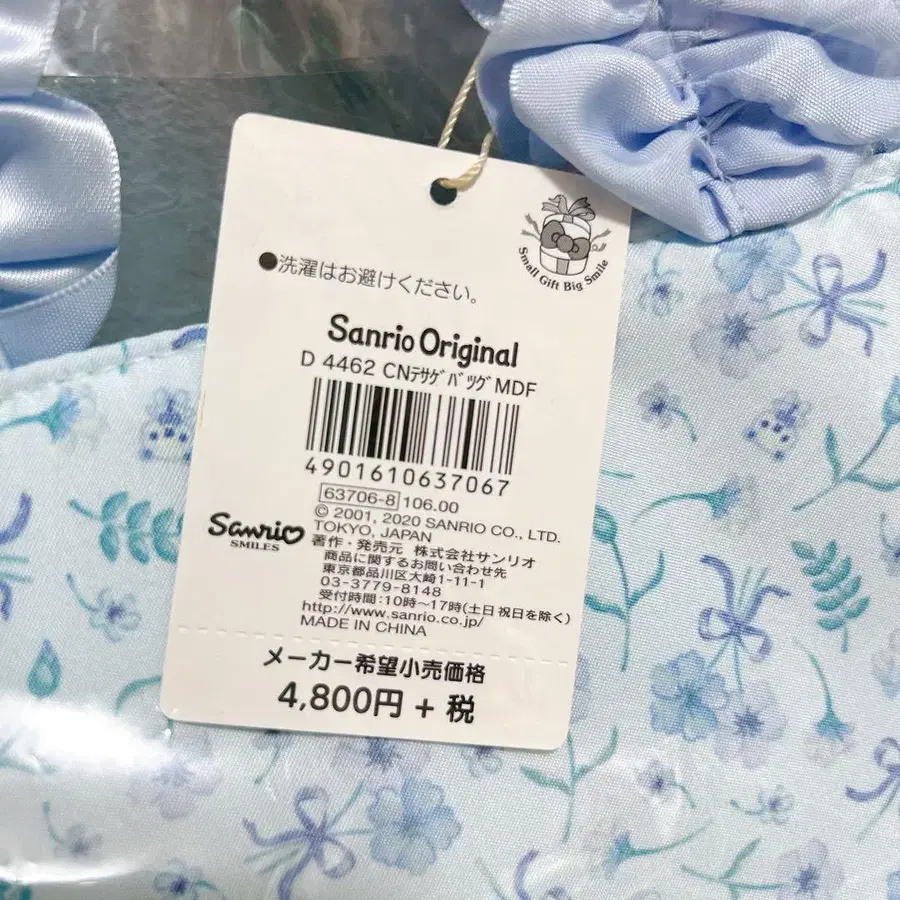 Small Gift Big Smile
●洗濯はお避けください。
Sanrio Original
D 4462 CNﾃｻｹﾞﾊﾞﾂｸﾞMDF
4901610637067
63706-8 106.00
© 2001, 2020 SANRIO CO., LTD.
TOKYO, JAPAN
Sanrio
SMILES
著作・発売元 株式会社サンリオ
商品に関するお問い合わせ先
東京都品川区大崎1-11-1
03-3779-8148
受付時間:10時〜17時(土日祝日を除く)
http://www.sanrio.co.jp/
MADE IN CHINA
メーカー希望小売価格
4,800円 + 税